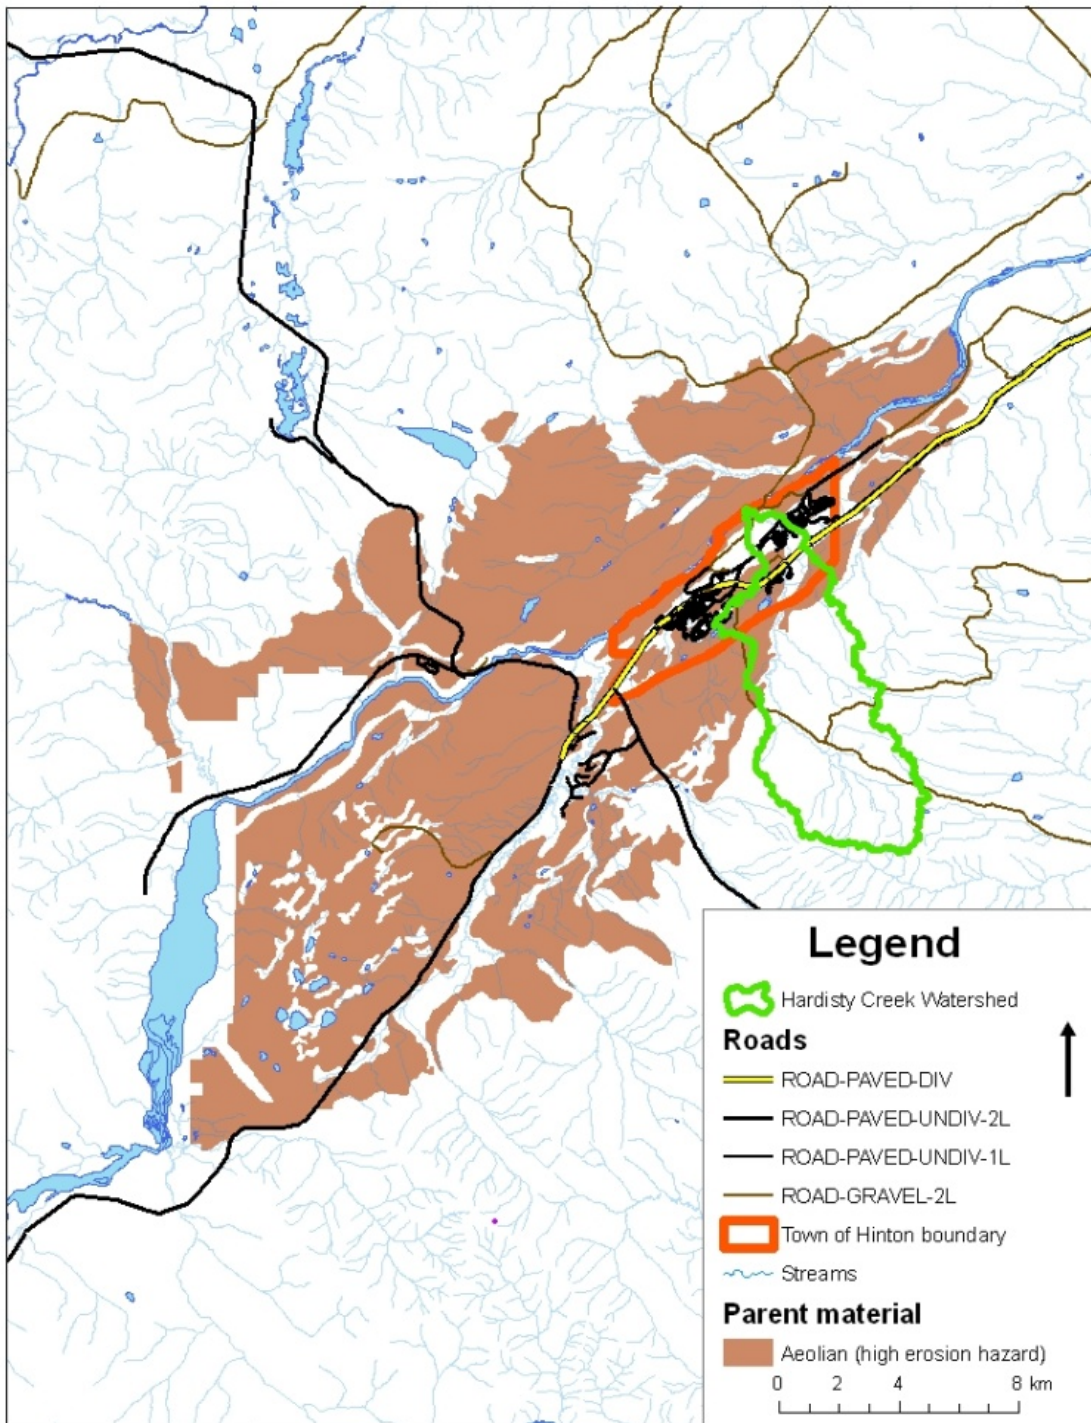 Legend
Hardisty Creek Watershed
Roads
ROAD-PAVED-DIV
ROAD-PAVED-UNDIV-2L
ROAD-PAVED-UNDIV-1L
ROAD-GRAVEL-2L
Town of Hinton boundary
Streams
Parent material
Aeolian (high erosion hazard)
0 2 4 8 km